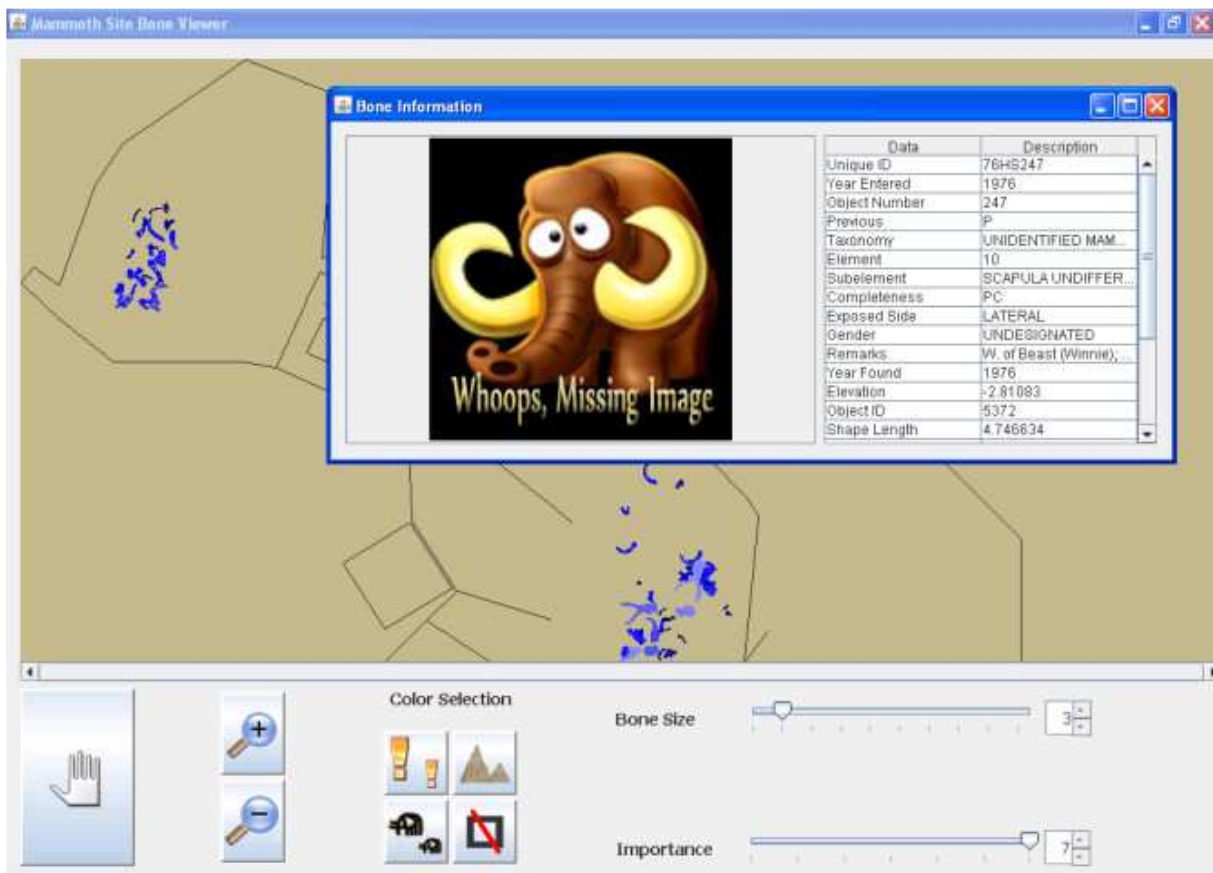 Mammoth Site Bone Viewer
Bone Information
Data Description
Unique ID 76HS247
Year Entered 1976
Object Number 247
Previous P
Taxonomy UNIDENTIFIED MAM...
Element 10
Subelement SCAPULA UNDIFFER...
Completeness PC
Exposed Side LATERAL
Gender UNDESIGNATED
Remarks W. of Beast (Winnie); ...
Year Found 1976
Elevation -2.81083
Object ID 5372
Shape Length 4.746634
Whoops, Missing Image
Color Selection
Bone Size 3
Importance 7